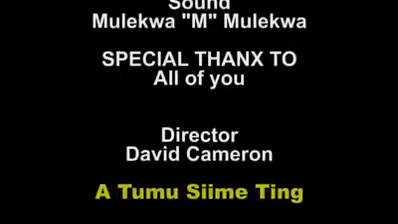 Sound
Mulekwa "M" Mulekwa
SPECIAL THANX TO
All of you
Director
David Cameron
A Tumu Siime Ting